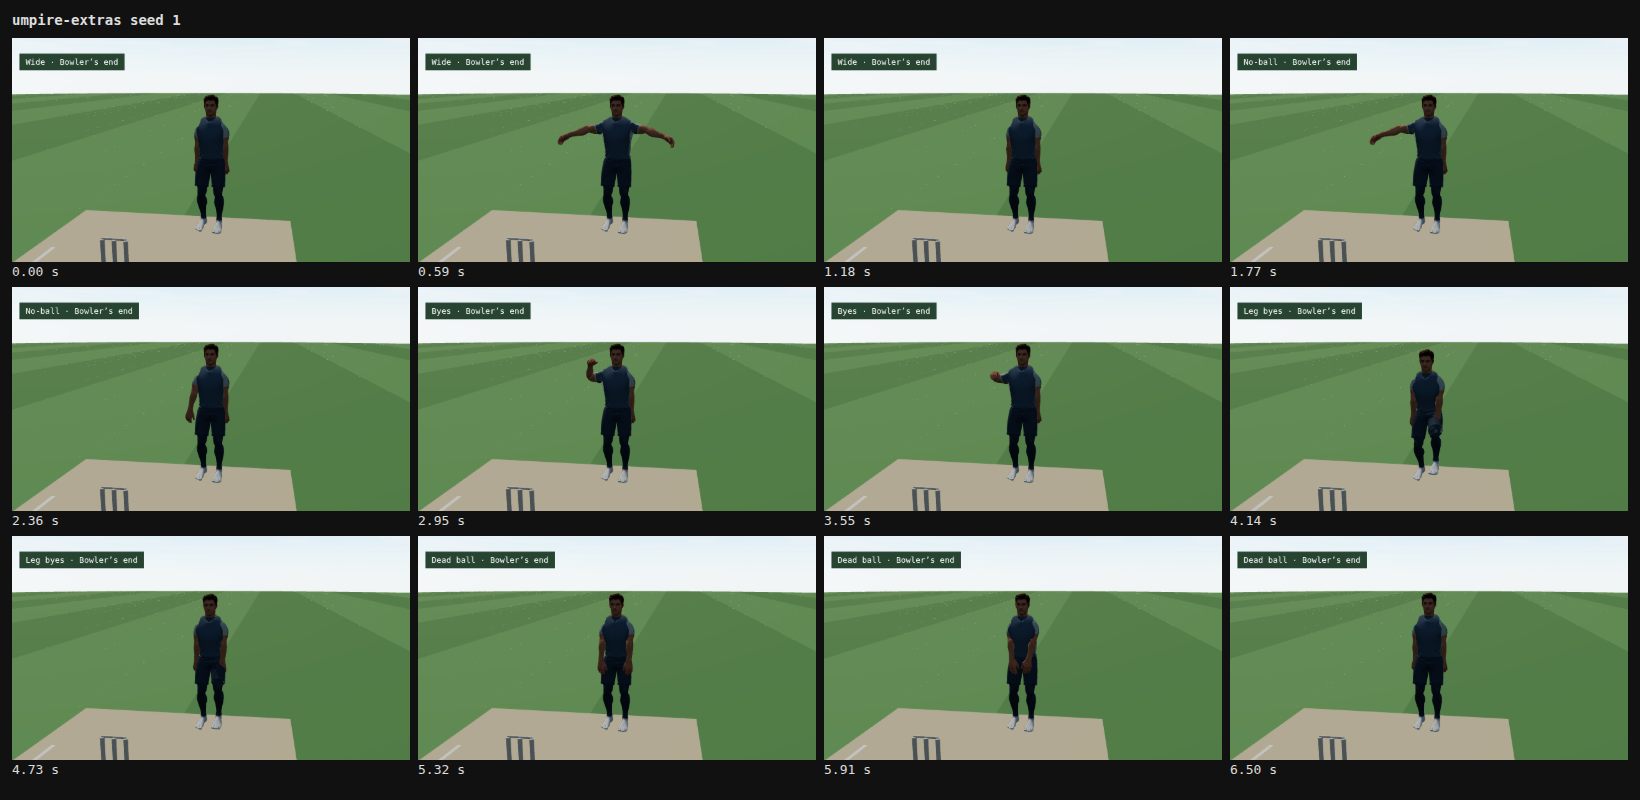 umpire-extras seed 1
Wide · Bowler’s end
Wide · Bowler’s end
Wide · Bowler’s end
No-ball · Bowler’s end
0.00 s
0.59 s
1.18 s
1.77 s
No-ball · Bowler’s end
Byes · Bowler’s end
Byes · Bowler’s end
Leg byes · Bowler’s end
2.36 s
2.95 s
3.55 s
4.14 s
Leg byes · Bowler’s end
Dead ball · Bowler’s end
Dead ball · Bowler’s end
Dead ball · Bowler’s end
4.73 s
5.32 s
5.91 s
6.50 s